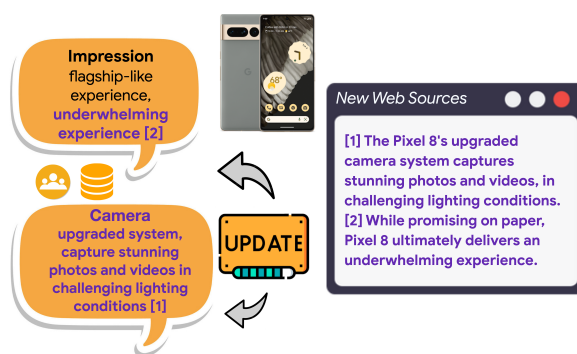 Impression
flagship-like
experience,
underwhelming
experience [2]
68°
New Web Sources
[1] The Pixel 8's upgraded
camera system captures
stunning photos and videos, in
challenging lighting conditions.
[2] While promising on paper,
Pixel 8 ultimately delivers an
underwhelming experience.
Camera
upgraded system,
capture stunning
photos and videos in
challenging lighting
conditions [1]
UPDATE